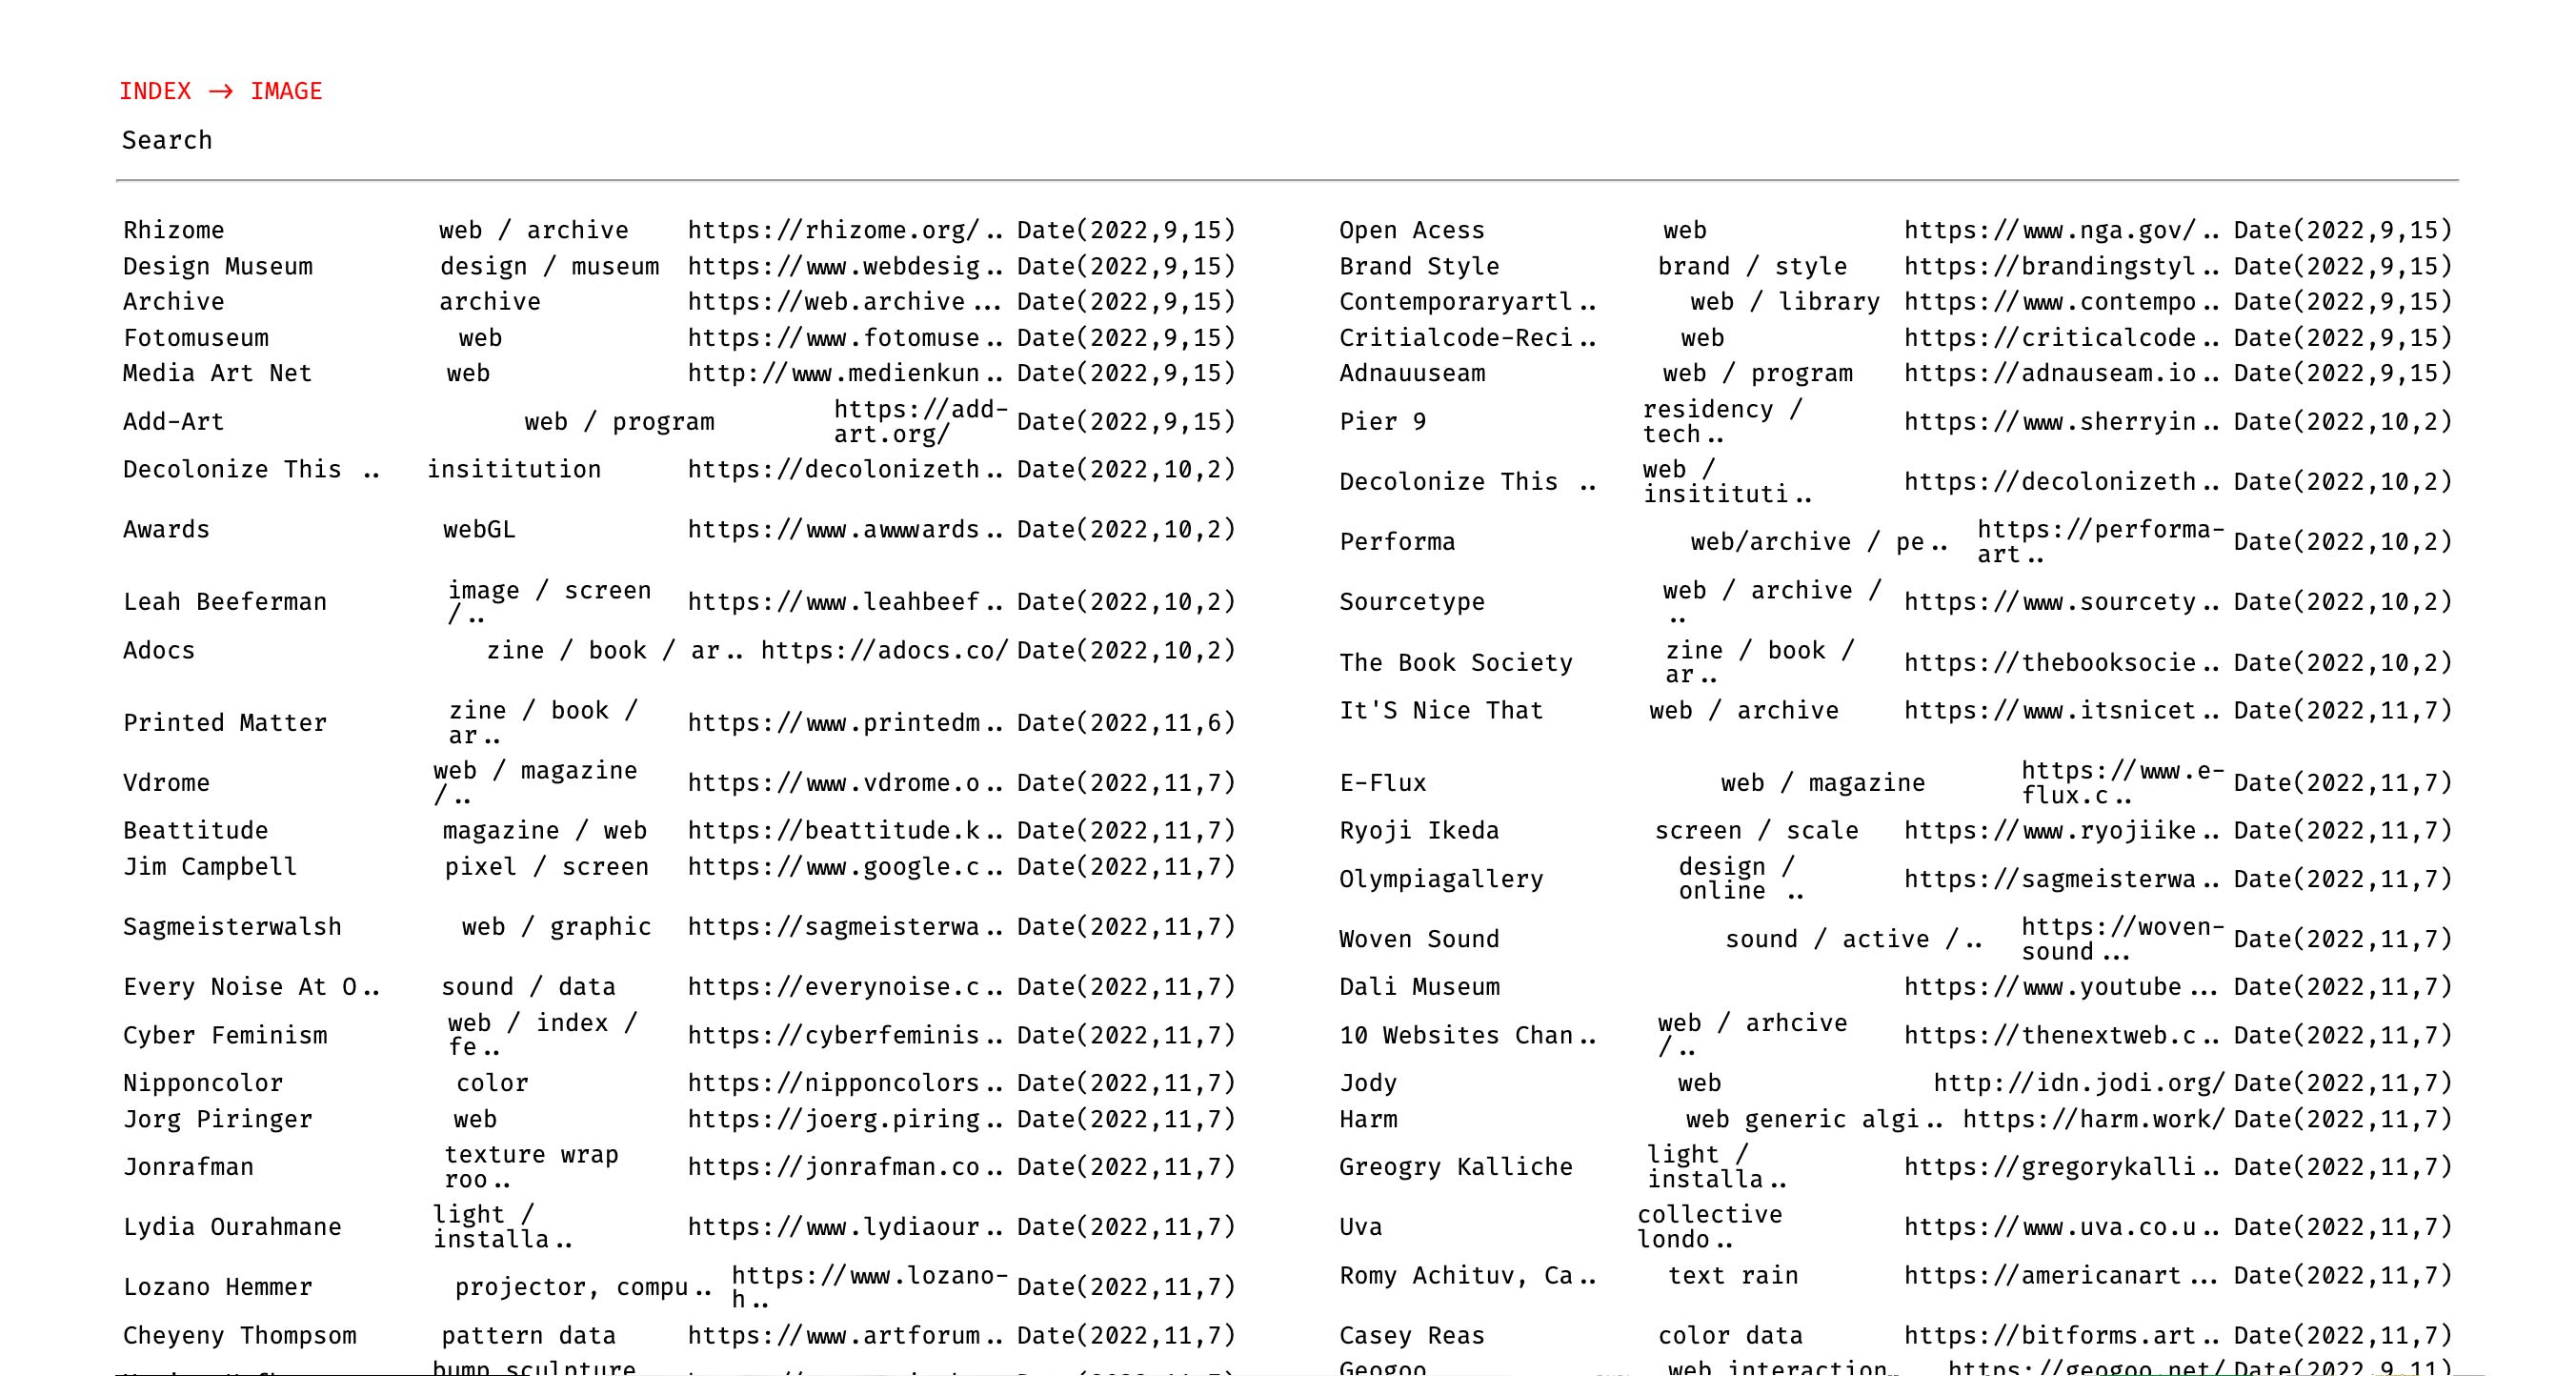 INDEX → IMAGE
Search
Rhizome web / archive https://rhizome.org/.. Date(2022,9,15) Open Acess web https://www.nga.gov/.. Date(2022,9,15)
Design Museum design / museum https://www.webdesig.. Date(2022,9,15) Brand Style brand / style https://brandingstyl.. Date(2022,9,15)
Archive archive https://web.archive... Date(2022,9,15) Contemporaryartl.. web / library https://www.contempo.. Date(2022,9,15)
Fotomuseum web https://www.fotomuse.. Date(2022,9,15) Critialcode-Reci.. web https://criticalcode.. Date(2022,9,15)
Media Art Net web http://www.medienkun.. Date(2022,9,15) Adnauuseam web / program https://adnauseam.io.. Date(2022,9,15)
Add-Art web / program https://add-art.org/ Date(2022,9,15) Pier 9 residency / tech.. https://www.sherryin.. Date(2022,10,2)
Decolonize This .. insititution https://decolonizeth.. Date(2022,10,2) Decolonize This .. web / insitituti.. https://decolonizeth.. Date(2022,10,2)
Awards webGL https://www.awwwards.. Date(2022,10,2) Performa web/archive / pe.. https://performa-art.. Date(2022,10,2)
Leah Beeferman image / screen /.. https://www.leahbeef.. Date(2022,10,2) Sourcetype web / archive / .. https://www.sourcety.. Date(2022,10,2)
Adocs zine / book / ar.. https://adocs.co/ Date(2022,10,2) The Book Society zine / book / ar.. https://thebooksocie.. Date(2022,10,2)
Printed Matter zine / book / ar.. https://www.printedm.. Date(2022,11,6) It'S Nice That web / archive https://www.itsnicet.. Date(2022,11,7)
Vdrome web / magazine /.. https://www.vdrome.o.. Date(2022,11,7) E-Flux web / magazine https://www.e-flux.c.. Date(2022,11,7)
Beattitude magazine / web https://beattitude.k.. Date(2022,11,7) Ryoji Ikeda screen / scale https://www.ryojiike.. Date(2022,11,7)
Jim Campbell pixel / screen https://www.google.c.. Date(2022,11,7) Olympiagallery design / online .. https://sagmeisterwa.. Date(2022,11,7)
Sagmeisterwalsh web / graphic https://sagmeisterwa.. Date(2022,11,7) Woven Sound sound / active /.. https://woven-sound... Date(2022,11,7)
Every Noise At O.. sound / data https://everynoise.c.. Date(2022,11,7) Dali Museum https://www.youtube... Date(2022,11,7)
Cyber Feminism web / index / fe.. https://cyberfeminis.. Date(2022,11,7) 10 Websites Chan.. web / arhcive /.. https://thenextweb.c.. Date(2022,11,7)
Nipponcolor color https://nipponcolors.. Date(2022,11,7) Jody web http://idn.jodi.org/ Date(2022,11,7)
Jorg Piringer web https://joerg.piring.. Date(2022,11,7) Harm web generic algi.. https://harm.work/ Date(2022,11,7)
Jonrafman texture wrap roo.. https://jonrafman.co.. Date(2022,11,7) Greogry Kalliche light / installa.. https://gregorykalli.. Date(2022,11,7)
Lydia Ourahmane light / installa.. https://www.lydiaour.. Date(2022,11,7) Uva collective londo.. https://www.uva.co.u.. Date(2022,11,7)
Lozano Hemmer projector, compu.. https://www.lozano-h.. Date(2022,11,7) Romy Achituv, Ca.. text rain https://americanart... Date(2022,11,7)
Cheyeny Thompsom pattern data https://www.artforum.. Date(2022,11,7) Casey Reas color data https://bitforms.art.. Date(2022,11,7)
bump sculpture Geogoo web interaction.. https://geogoo.net/ Date(2022,9,11)